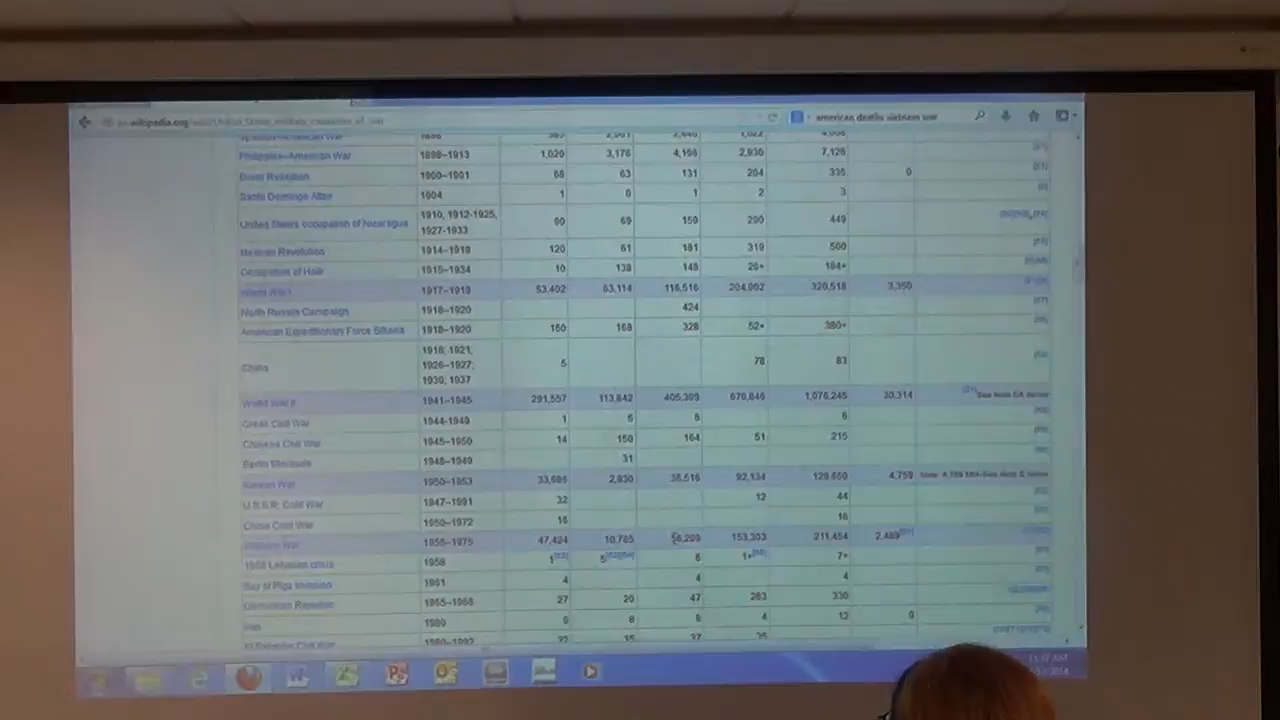 wikipedia.org american deaths vietnam war
1898
Philippine–American War 1899–1913 1,020 3,176 4,196 2,930 7,126
Boxer Rebellion 1900–1901 68 63 131 204 335 0
Santo Domingo Affair 1904 1 0 1 2 3
United States occupation of Nicaragua 1910, 1912-1925, 1927-1933 90 69 159 290 449
Mexican Revolution 1914–1919 120 61 181 319 500
Occupation of Haiti 1915–1934 10 138 148 26+ 184+
World War I 1917–1918 53,402 63,114 116,516 204,002 320,518 3,350
North Russia Campaign 1918–1920 424
American Expeditionary Force Siberia 1918–1920 160 168 328 52+ 380+
China 1918; 1921; 1926–1927; 1930; 1937 5 78 83
World War II 1941–1945 291,557 113,842 405,399 670,846 1,076,245 30,314
Greek Civil War 1944-1949 1 5 6 6
Chinese Civil War 1945–1950 14 150 164 51 215
Berlin Blockade 1948–1949 31
Korean War 1950–1953 33,686 2,830 36,516 92,134 128,650 4,759
U.S.S.R. Cold War 1947–1991 32 12 44
China Cold War 1950–1972 16 16
Vietnam War 1955–1975 47,424 10,785 58,209 153,303 211,454 2,489
1958 Lebanon crisis 1958 1 5 6 1+ 7+
Bay of Pigs Invasion 1961 4 4 4
Dominican Republic 1965–1966 27 20 47 283 330
Iran 1980 0 8 8 4 12 0
El Salvador Civil War 1980–1992